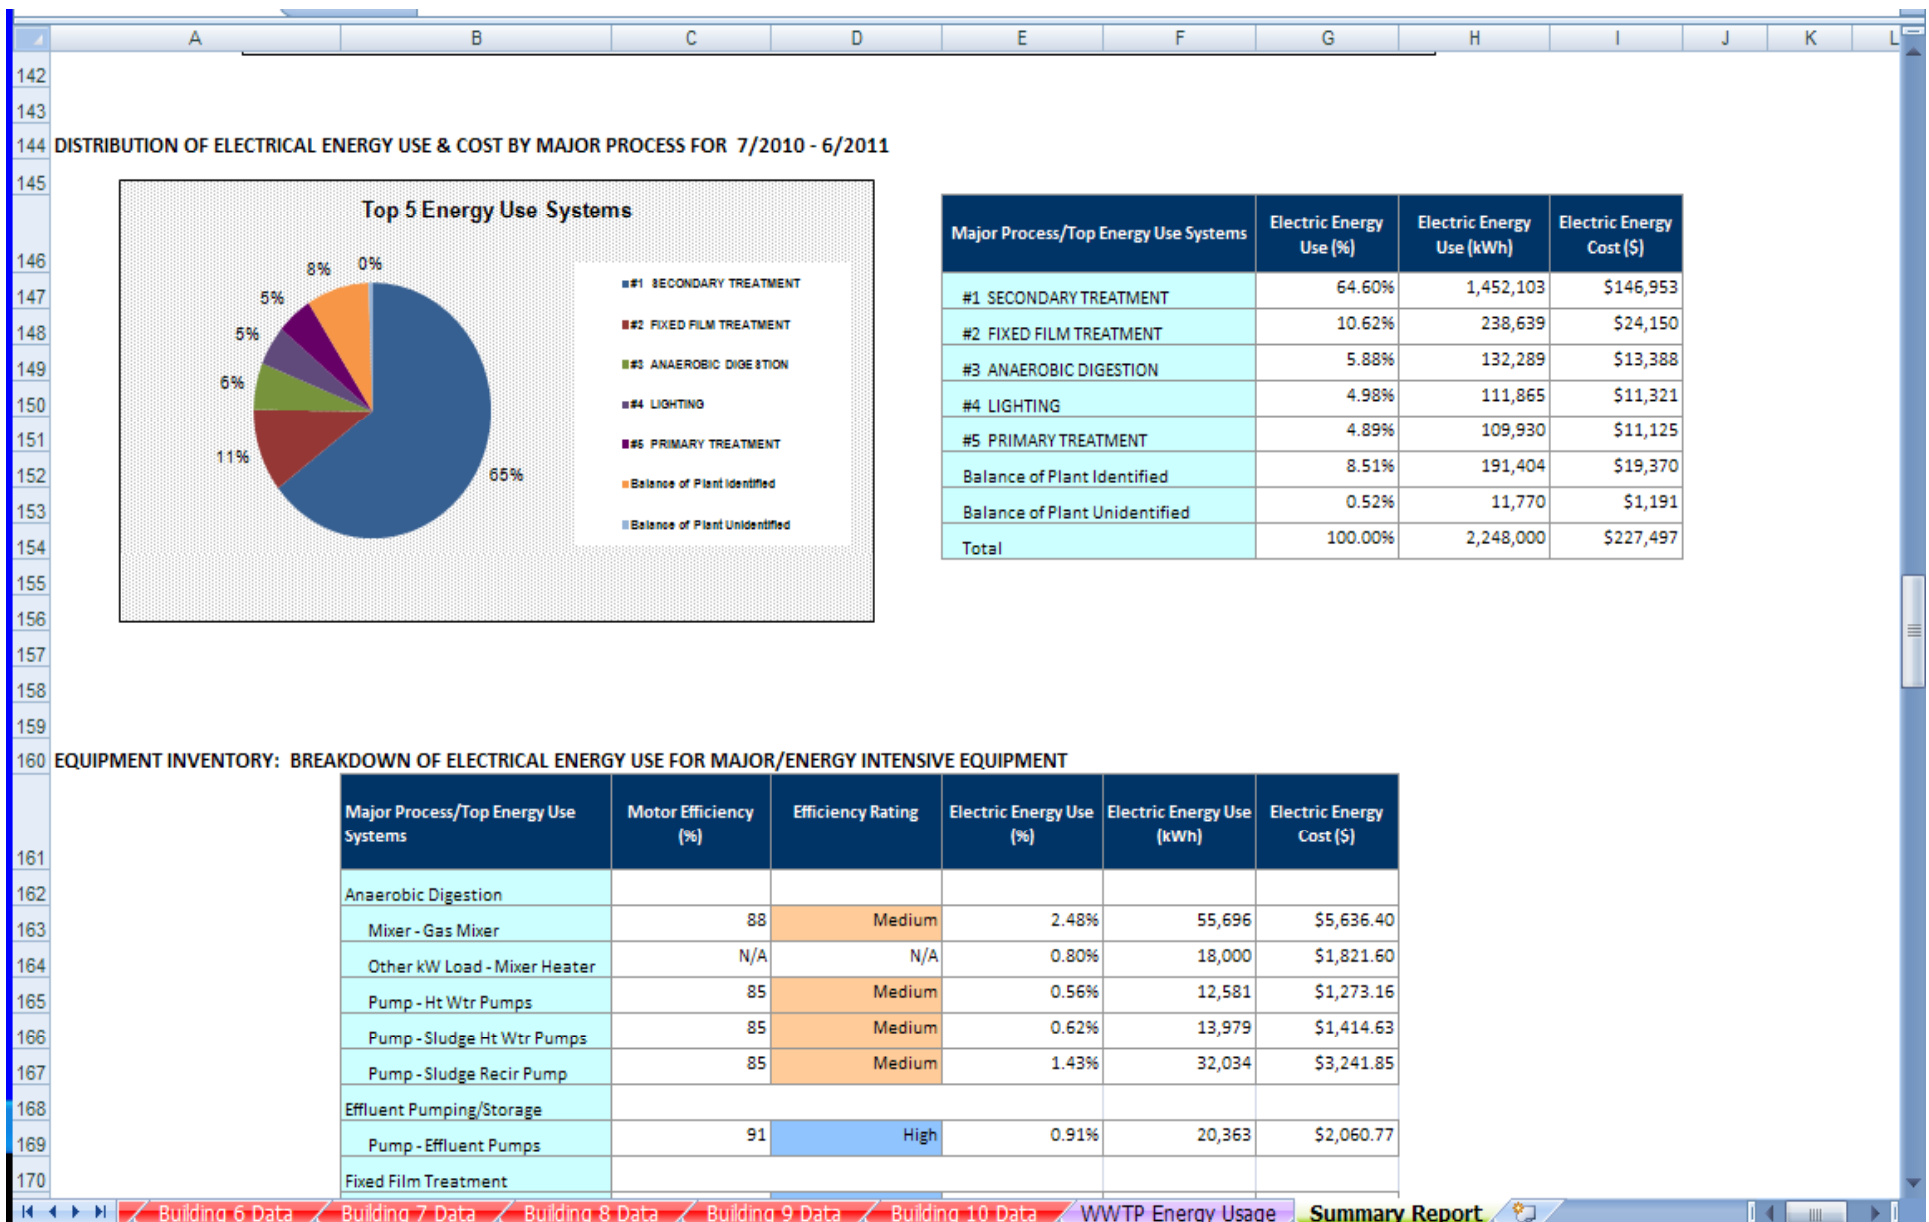 A B C D E F G H I J K L
142
143
144 DISTRIBUTION OF ELECTRICAL ENERGY USE & COST BY MAJOR PROCESS FOR 7/2010 - 6/2011
145
Top 5 Energy Use Systems
8% 0%
5%
5%
6%
11%
65%
#1 SECONDARY TREATMENT
#2 FIXED FILM TREATMENT
#3 ANAEROBIC DIGESTION
#4 LIGHTING
#5 PRIMARY TREATMENT
Balance of Plant Identified
Balance of Plant Unidentified
146 Major Process/Top Energy Use Systems Electric Energy Use (%) Electric Energy Use (kWh) Electric Energy Cost ($)
147 #1 SECONDARY TREATMENT 64.60% 1,452,103 $146,953
148 #2 FIXED FILM TREATMENT 10.62% 238,639 $24,150
149 #3 ANAEROBIC DIGESTION 5.88% 132,289 $13,388
150 #4 LIGHTING 4.98% 111,865 $11,321
151 #5 PRIMARY TREATMENT 4.89% 109,930 $11,125
152 Balance of Plant Identified 8.51% 191,404 $19,370
153 Balance of Plant Unidentified 0.52% 11,770 $1,191
154 Total 100.00% 2,248,000 $227,497
155
156
157
158
159
160 EQUIPMENT INVENTORY: BREAKDOWN OF ELECTRICAL ENERGY USE FOR MAJOR/ENERGY INTENSIVE EQUIPMENT
161 Major Process/Top Energy Use Systems Motor Efficiency (%) Efficiency Rating Electric Energy Use (%) Electric Energy Use (kWh) Electric Energy Cost ($)
162 Anaerobic Digestion
163 Mixer - Gas Mixer 88 Medium 2.48% 55,696 $5,636.40
164 Other kW Load - Mixer Heater N/A N/A 0.80% 18,000 $1,821.60
165 Pump - Ht Wtr Pumps 85 Medium 0.56% 12,581 $1,273.16
166 Pump - Sludge Ht Wtr Pumps 85 Medium 0.62% 13,979 $1,414.63
167 Pump - Sludge Recir Pump 85 Medium 1.43% 32,034 $3,241.85
168 Effluent Pumping/Storage
169 Pump - Effluent Pumps 91 High 0.91% 20,363 $2,060.77
170 Fixed Film Treatment
Building 6 Data Building 7 Data Building 8 Data Building 9 Data Building 10 Data WWTP Energy Usage Summary Report